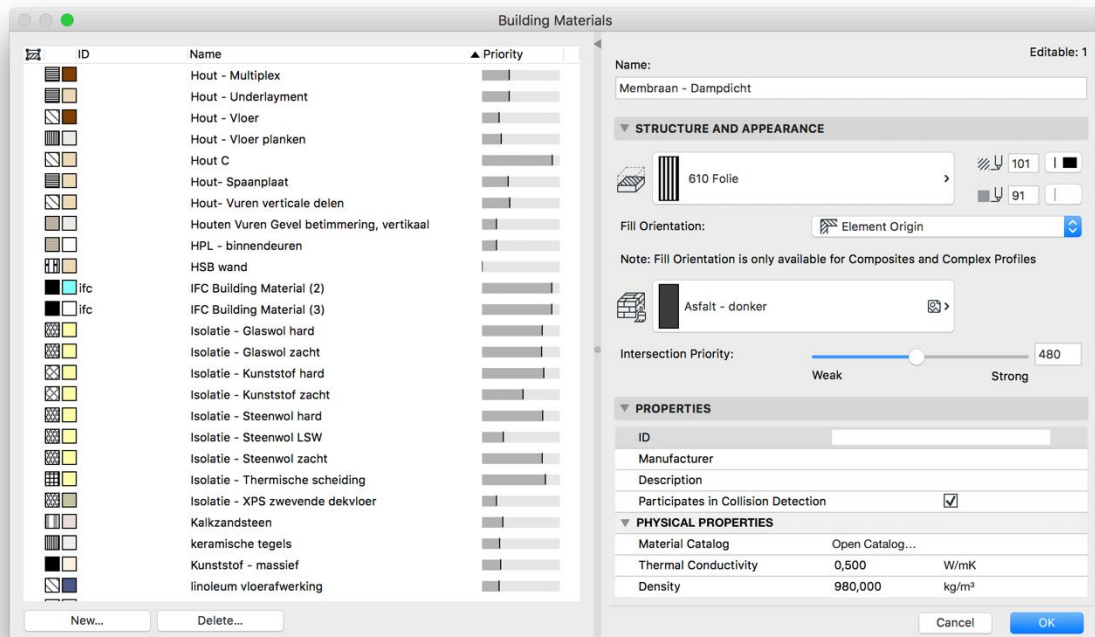 Building Materials
ID Name Priority
Hout - Multiplex
Hout - Underlayment
Hout - Vloer
Hout - Vloer planken
Hout C
Hout- Spaanplaat
Hout- Vuren verticale delen
Houten Vuren Gevel betimmering, vertikaal
HPL - binnendeuren
HSB wand
ifc IFC Building Material (2)
ifc IFC Building Material (3)
Isolatie - Glaswol hard
Isolatie - Glaswol zacht
Isolatie - Kunststof hard
Isolatie - Kunststof zacht
Isolatie - Steenwol hard
Isolatie - Steenwol LSW
Isolatie - Steenwol zacht
Isolatie - Thermische scheiding
Isolatie - XPS zwevende dekvloer
Kalkzandsteen
keramische tegels
Kunststof - massief
linoleum vloerafwerking
New... Delete...
Editable: 1
Name:
Membraan - Dampdicht
STRUCTURE AND APPEARANCE
610 Folie
101
91
Fill Orientation: Element Origin
Note: Fill Orientation is only available for Composites and Complex Profiles
Asfalt - donker
Intersection Priority: 480
Weak Strong
PROPERTIES
ID
Manufacturer
Description
Participates in Collision Detection
PHYSICAL PROPERTIES
Material Catalog Open Catalog...
Thermal Conductivity 0,500 W/mK
Density 980,000 kg/m³
Cancel OK